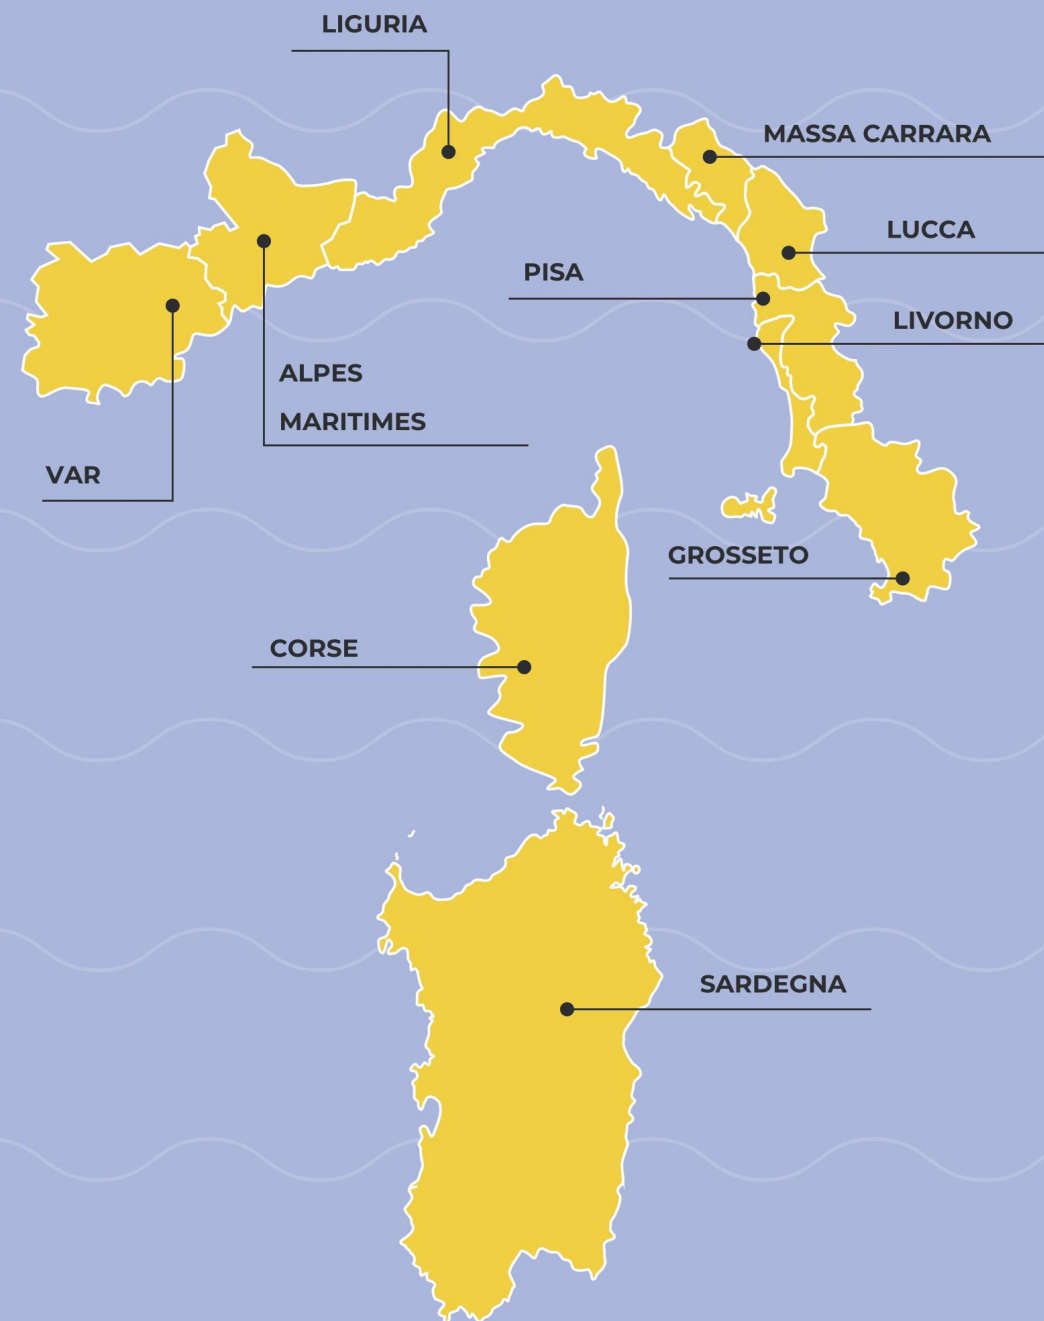 LIGURIA
MASSA CARRARA
LUCCA
PISA
LIVORNO
ALPES
MARITIMES
VAR
GROSSETO
CORSE
SARDEGNA